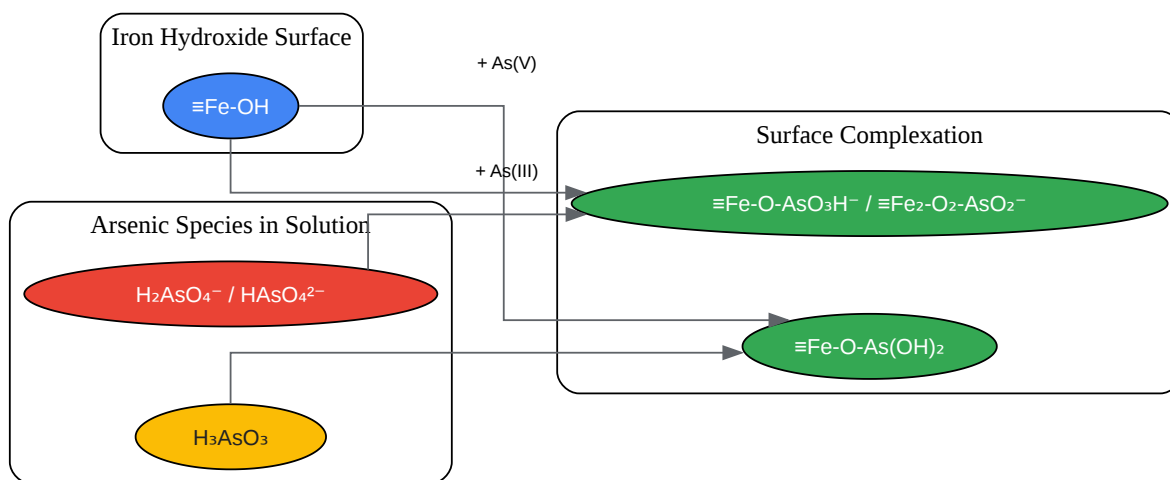 Iron Hydroxide Surface
≡Fe-OH
+ As(V)
+ As(III)
Surface Complexation
≡Fe-O-AsO₃H⁻ / ≡Fe₂-O₂-AsO₂⁻
Arsenic Species in Solution
H₂AsO₄⁻ / HAsO₄²⁻
≡Fe-O-As(OH)₂
H₃AsO₃